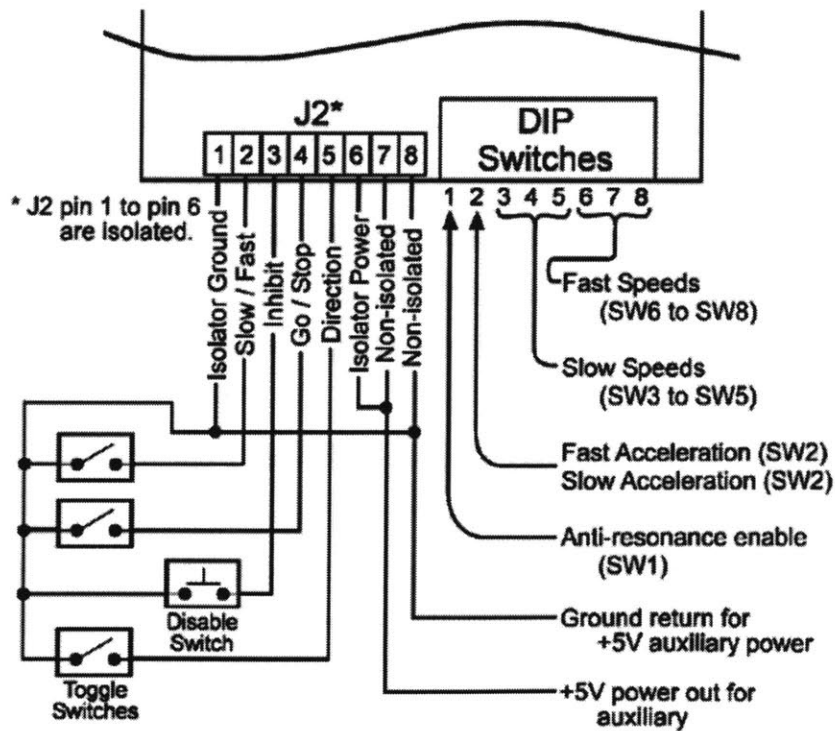 J2*
DIP
Switches
1 2 3 4 5 6 7 8
1 2 3 4 5 6 7 8
* J2 pin 1 to pin 6
are isolated.
Isolator Ground
Slow / Fast
Inhibit
Go / Stop
Direction
Isolator Power
Non-isolated
Non-isolated
Fast Speeds
(SW6 to SW8)
Slow Speeds
(SW3 to SW5)
Fast Acceleration (SW2)
Slow Acceleration (SW2)
Anti-resonance enable
(SW1)
Disable
Switch
Ground return for
+5V auxiliary power
Toggle
Switches
+5V power out for
auxiliary